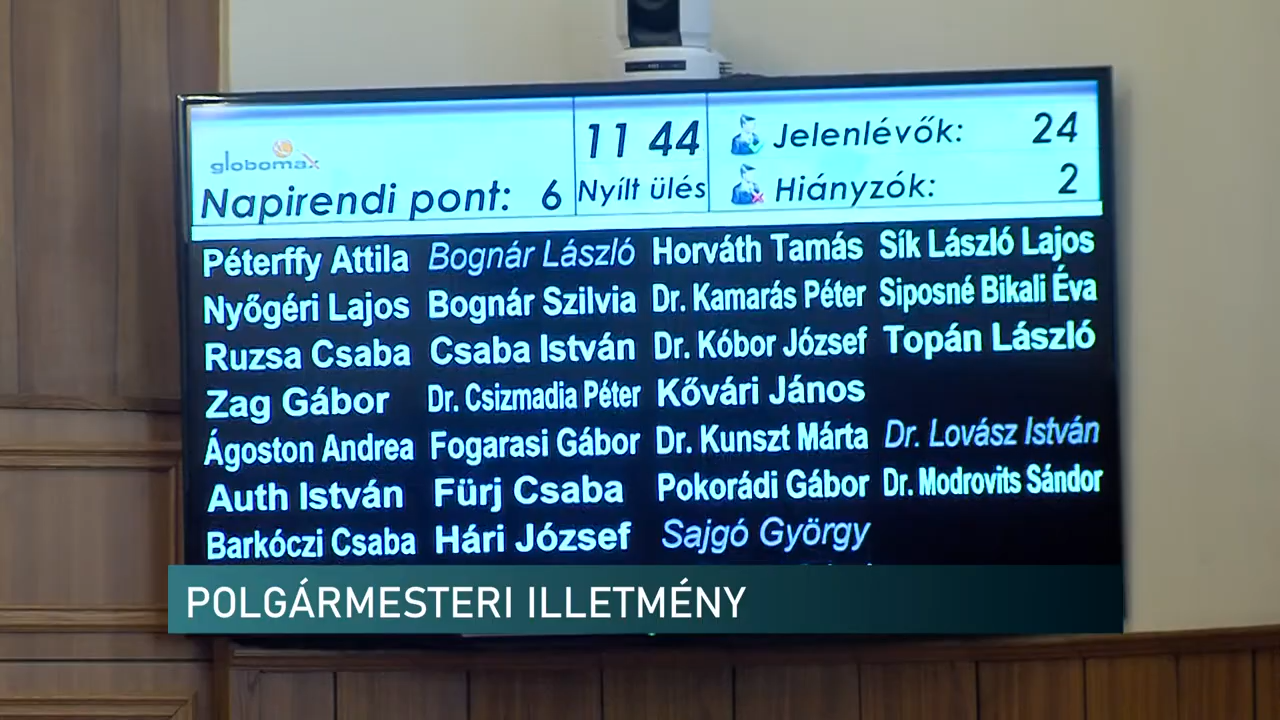 globomax
Napirendi pont: 6
11 44
Nyílt ülés
Jelenlévők: 24
Hiányzók: 2
Péterffy Attila Bognár László Horváth Tamás Sík László Lajos
Nyőgéri Lajos Bognár Szilvia Dr. Kamarás Péter Siposné Bikali Éva
Ruzsa Csaba Csaba István Dr. Kóbor József Topán László
Zag Gábor Dr. Csizmadia Péter Kővári János
Ágoston Andrea Fogarasi Gábor Dr. Kunszt Márta Dr. Lovász István
Auth István Fürj Csaba Pokorádi Gábor Dr. Modrovits Sándor
Barkóczi Csaba Hári József Sajgó György
POLGÁRMESTERI ILLETMÉNY